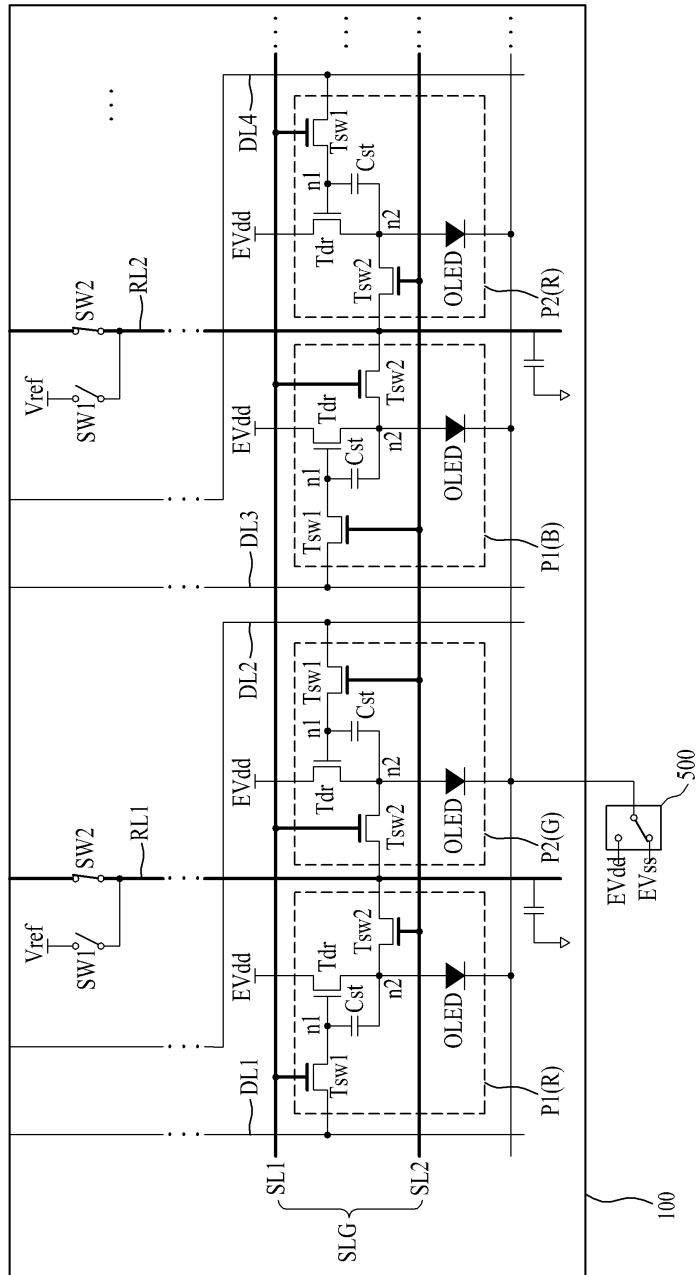 Vref
SW1
SW2
RL1
Vref
SW1
SW2
RL2
DL1
DL2
DL3
DL4
SL1
SLG
SL2
EVdd
Tsw1
n1
Cst
Tdr
n2
Tsw2
OLED
P1(R)
EVdd
Tsw2
Tdr
n1
Cst
n2
Tsw1
OLED
P2(G)
EVdd
Tsw1
n1
Cst
Tdr
n2
Tsw2
OLED
P1(B)
EVdd
Tsw2
Tdr
n1
Cst
n2
Tsw1
OLED
P2(R)
EVdd
EVss
500
100